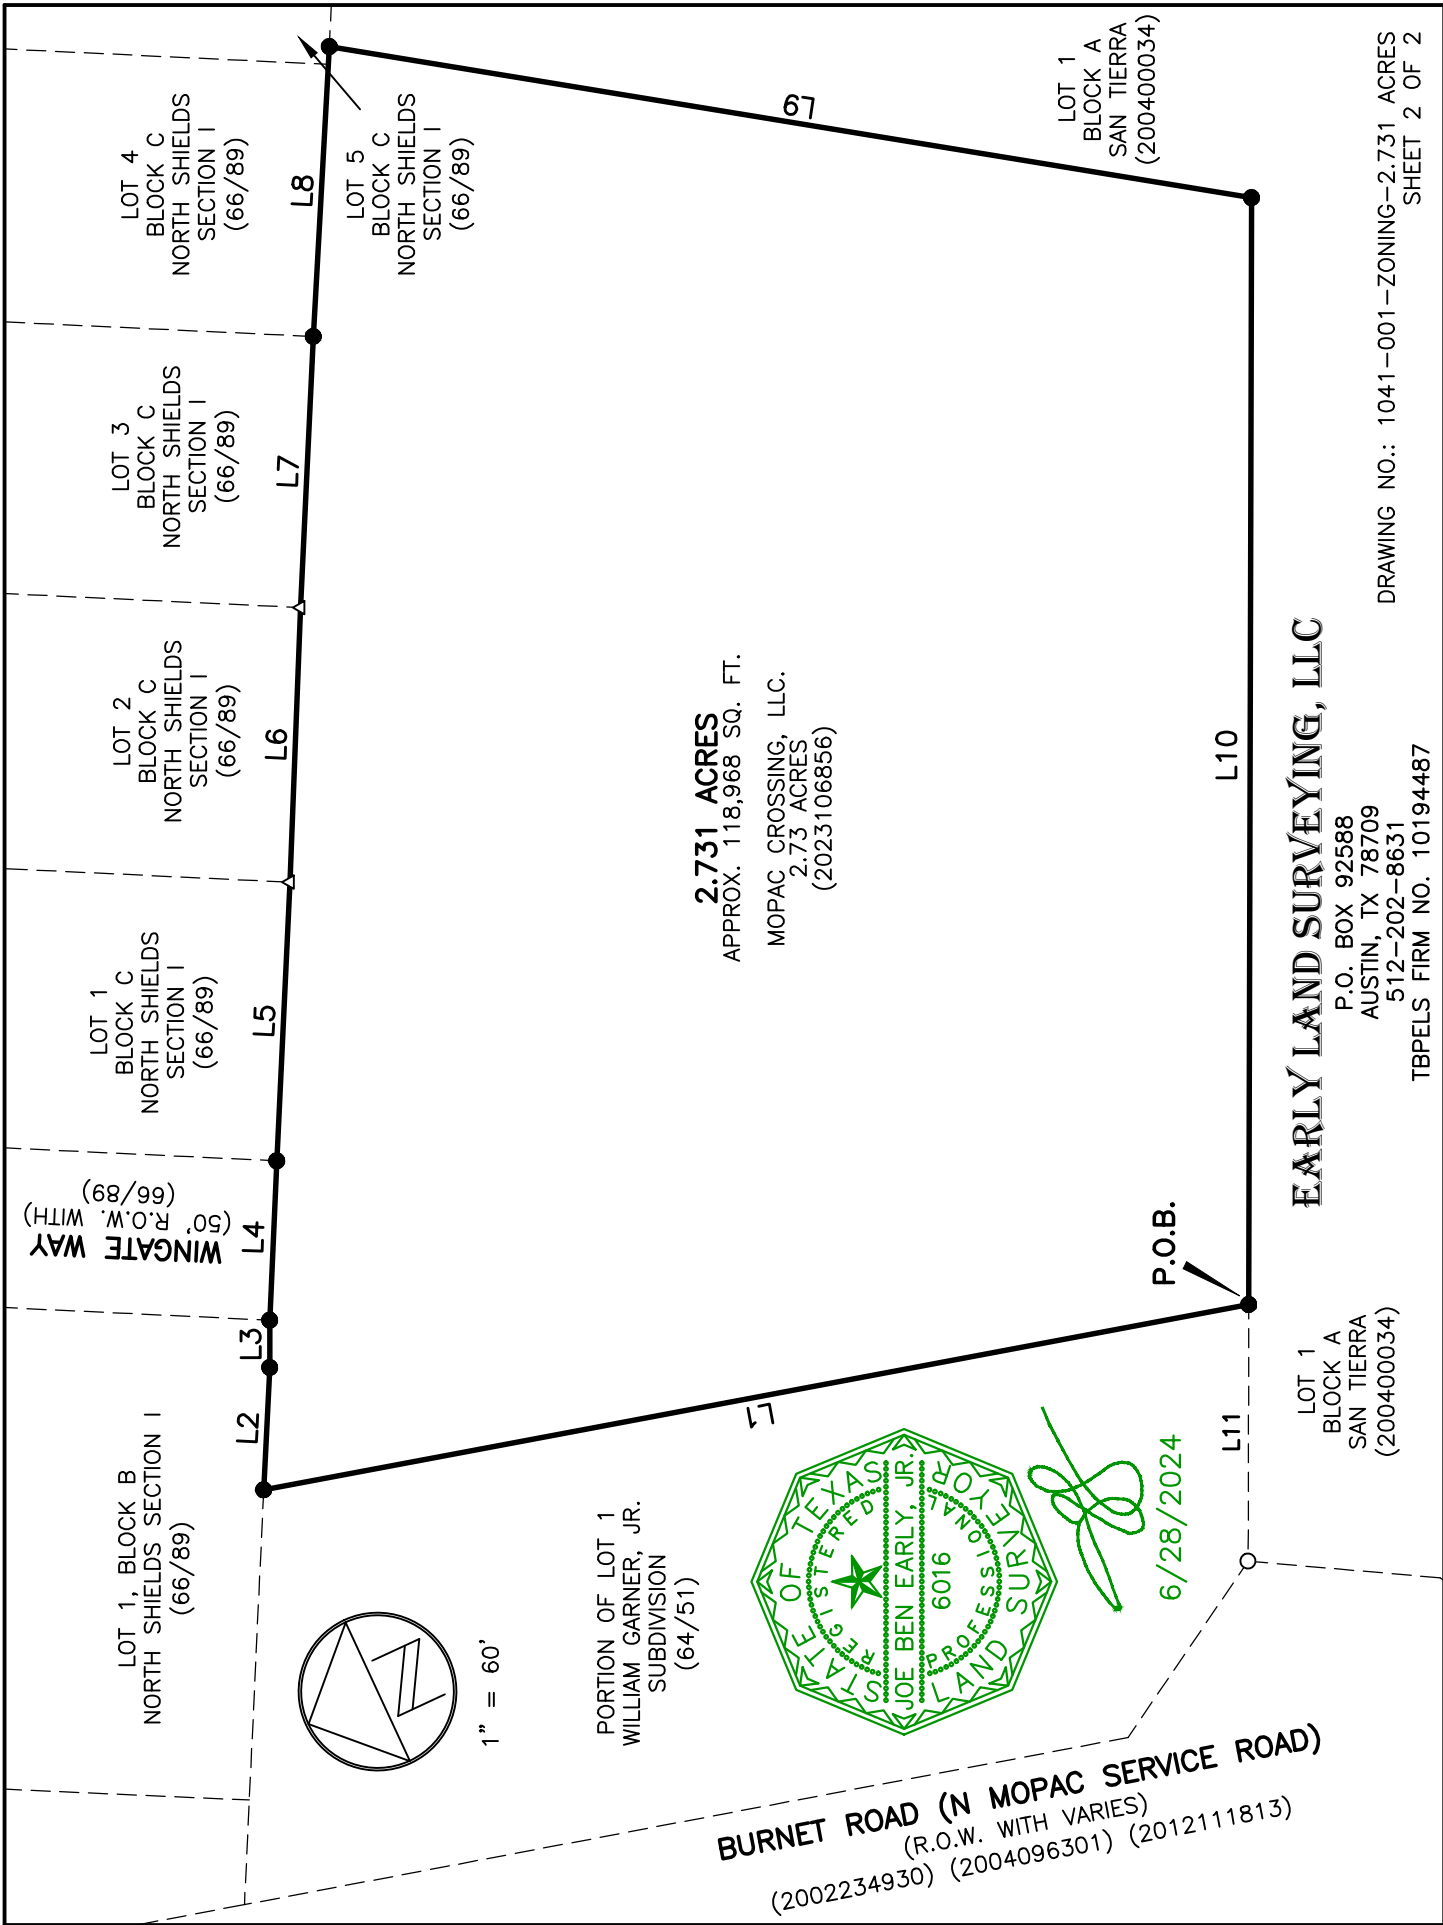 LOT 1, BLOCK B
NORTH SHIELDS SECTION I
(66/89)
WINGATE WAY
(50' R.O.W. WITH)
(66/89)
LOT 1
BLOCK C
NORTH SHIELDS
SECTION I
(66/89)
LOT 2
BLOCK C
NORTH SHIELDS
SECTION I
(66/89)
LOT 3
BLOCK C
NORTH SHIELDS
SECTION I
(66/89)
LOT 4
BLOCK C
NORTH SHIELDS
SECTION I
(66/89)
L2
L3
L4
L5
L6
L7
L8
LOT 5
BLOCK C
NORTH SHIELDS
SECTION I
(66/89)
N
1" = 60'
PORTION OF LOT 1
WILLIAM GARNER, JR.
SUBDIVISION
(64/51)
L1
2.731 ACRES
APPROX. 118,968 SQ. FT.
MOPAC CROSSING, LLC.
2.73 ACRES
(2023106856)
L9
LOT 1
BLOCK A
SAN TIERRA
(200400034)
STATE OF TEXAS
REGISTERED
JOE BEN EARLY, JR.
6016
PROFESSIONAL
LAND SURVEYOR
6/28/2024
P.O.B.
L10
L11
BURNET ROAD (N MOPAC SERVICE ROAD)
(R.O.W. WITH VARIES)
(2002234930) (2004096301) (2012111813)
LOT 1
BLOCK A
SAN TIERRA
(200400034)
EARLY LAND SURVEYING, LLC
P.O. BOX 92588
AUSTIN, TX 78709
512-202-8631
TBPELS FIRM NO. 10194487
DRAWING NO.: 1041-001-ZONING-2.731 ACRES
SHEET 2 OF 2